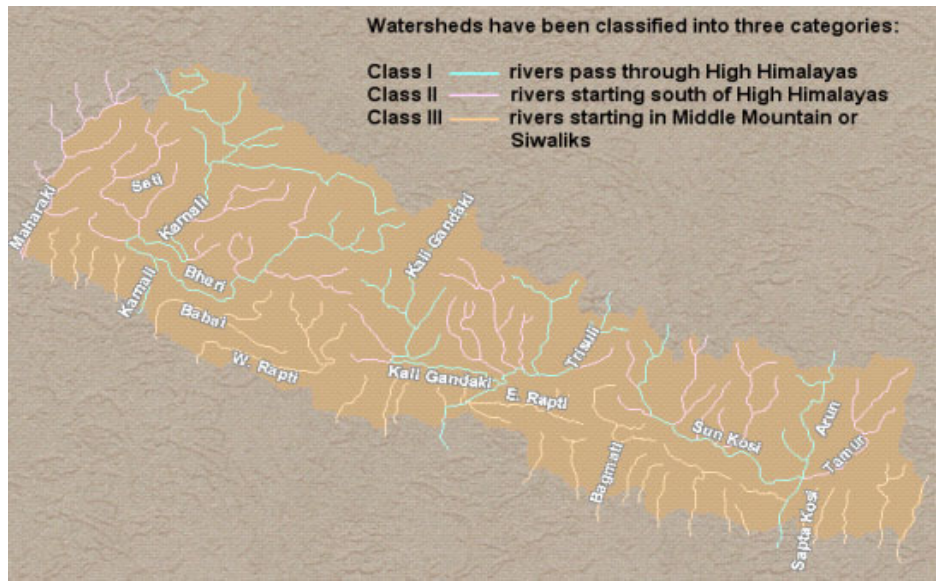 Watersheds have been classified into three categories:
Class I rivers pass through High Himalayas
Class II rivers starting south of High Himalayas
Class III rivers starting in Middle Mountain or
Siwaliks
Maharaki
Seti
Karnali
Kali Gandaki
Bheri
Karnali
Babai
W. Rapti
Kali Gandaki
Trisuli
E. Rapti
Sun Kosi
Arun
Tamur
Bagmati
Sapta Kosi